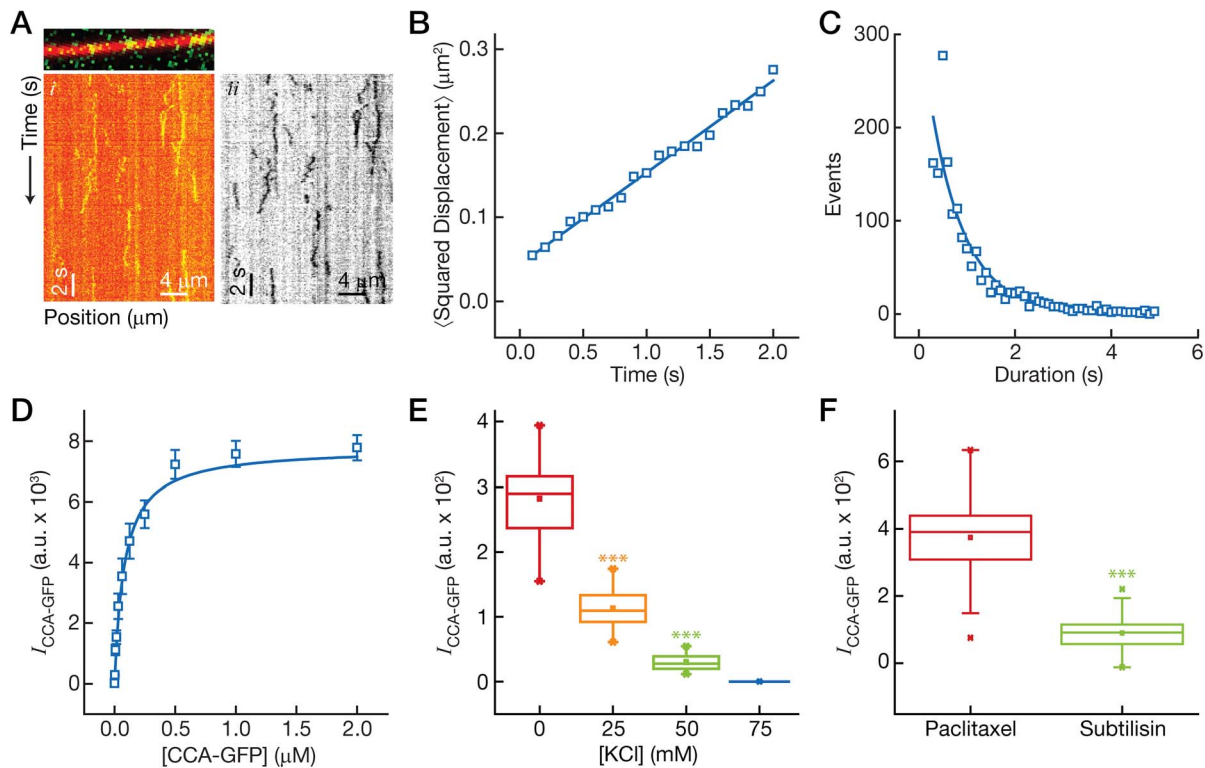 A
Time (s)
i
2 s
4 μm
ii
2 s
4 μm
Position (μm)
B
⟨Squared Displacement⟩ (μm²)
0.3
0.2
0.1
0.0
0.0 0.5 1.0 1.5 2.0
Time (s)
C
Events
300
200
100
0
0 2 4 6
Duration (s)
D
I CCA-GFP (a.u. x 10³)
8
6
4
2
0
0.0 0.5 1.0 1.5 2.0
[CCA-GFP] (μM)
E
I CCA-GFP (a.u. x 10²)
4
3
2
1
0
***
***
0 25 50 75
[KCl] (mM)
F
I CCA-GFP (a.u. x 10²)
6
4
2
0
***
Paclitaxel Subtilisin